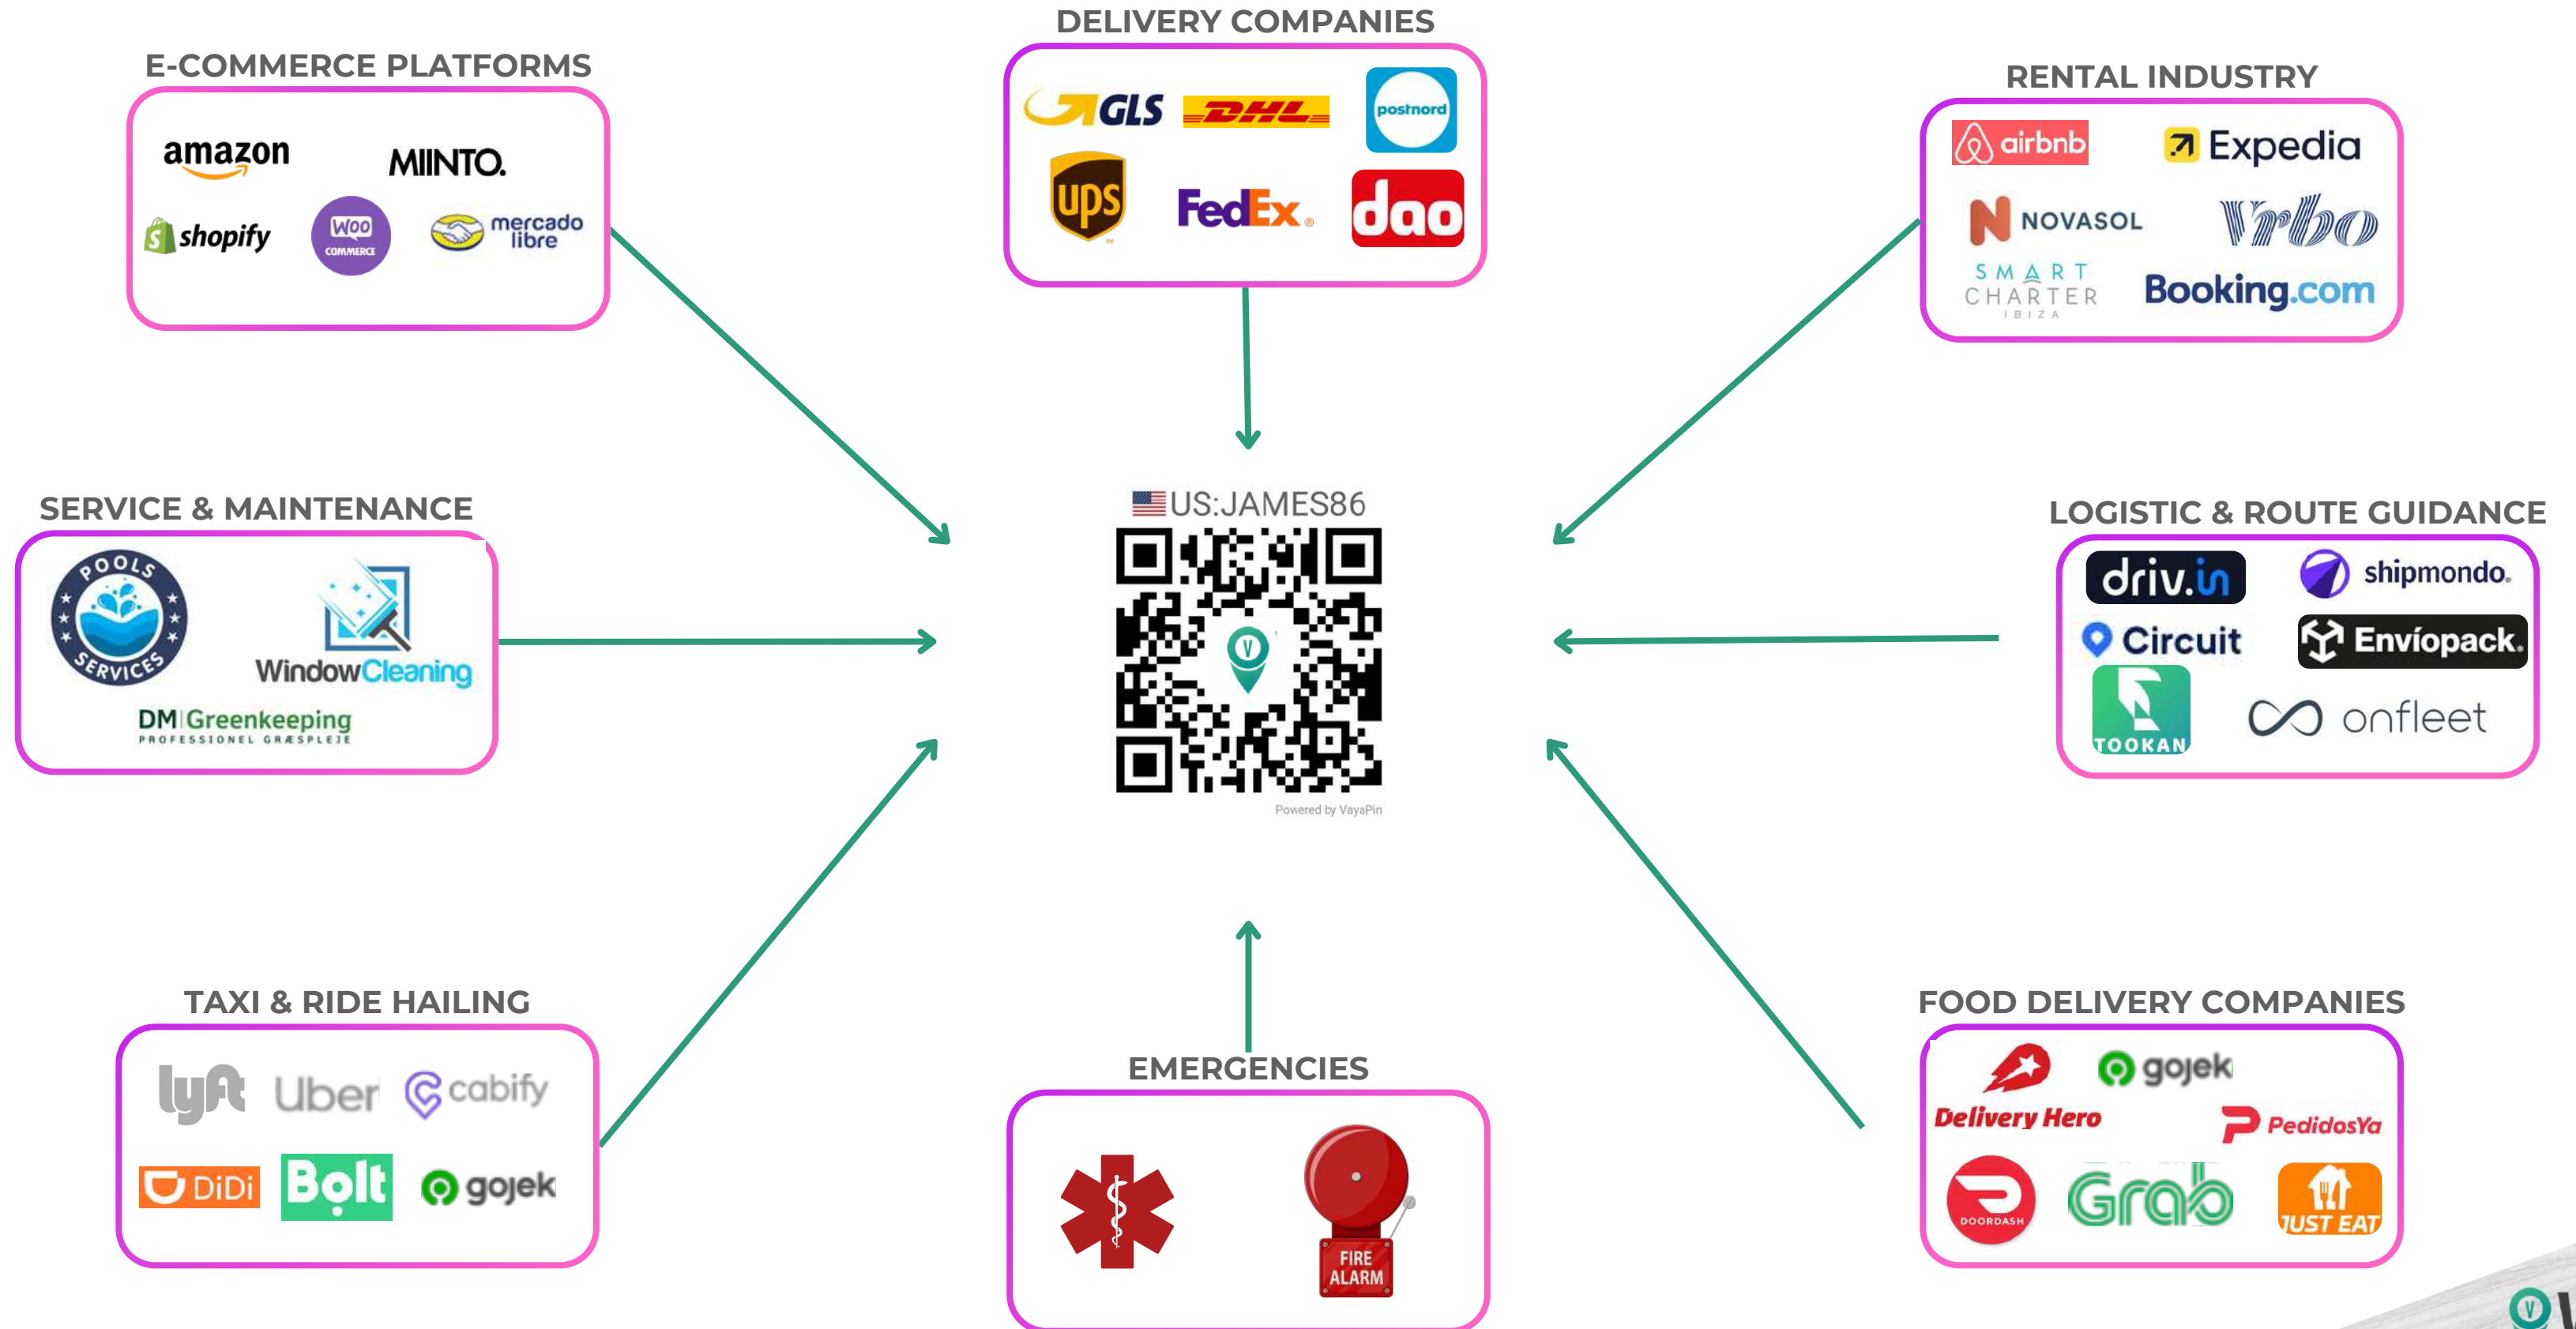 DELIVERY COMPANIES
GLS DHL postnord
ups FedEx dao
E-COMMERCE PLATFORMS
amazon MIINTO.
shopify WOO COMMERCE mercado libre
RENTAL INDUSTRY
airbnb Expedia
NOVASOL Vrbo
SMART CHARTER IBIZA Booking.com
SERVICE & MAINTENANCE
POOLS SERVICES WindowCleaning
DM Greenkeeping
PROFESSIONEL GRÆSPLEJE
US:JAMES86
V
Powered by VayaPin
LOGISTIC & ROUTE GUIDANCE
driv.in shipmondo
Circuit Envíopack
TOOKAN onfleet
TAXI & RIDE HAILING
lyft Uber cabify
DiDi Bolt gojek
EMERGENCIES
FIRE
ALARM
FOOD DELIVERY COMPANIES
Delivery Hero gojek
PedidosYa
DOORDASH Grab JUST EAT
V